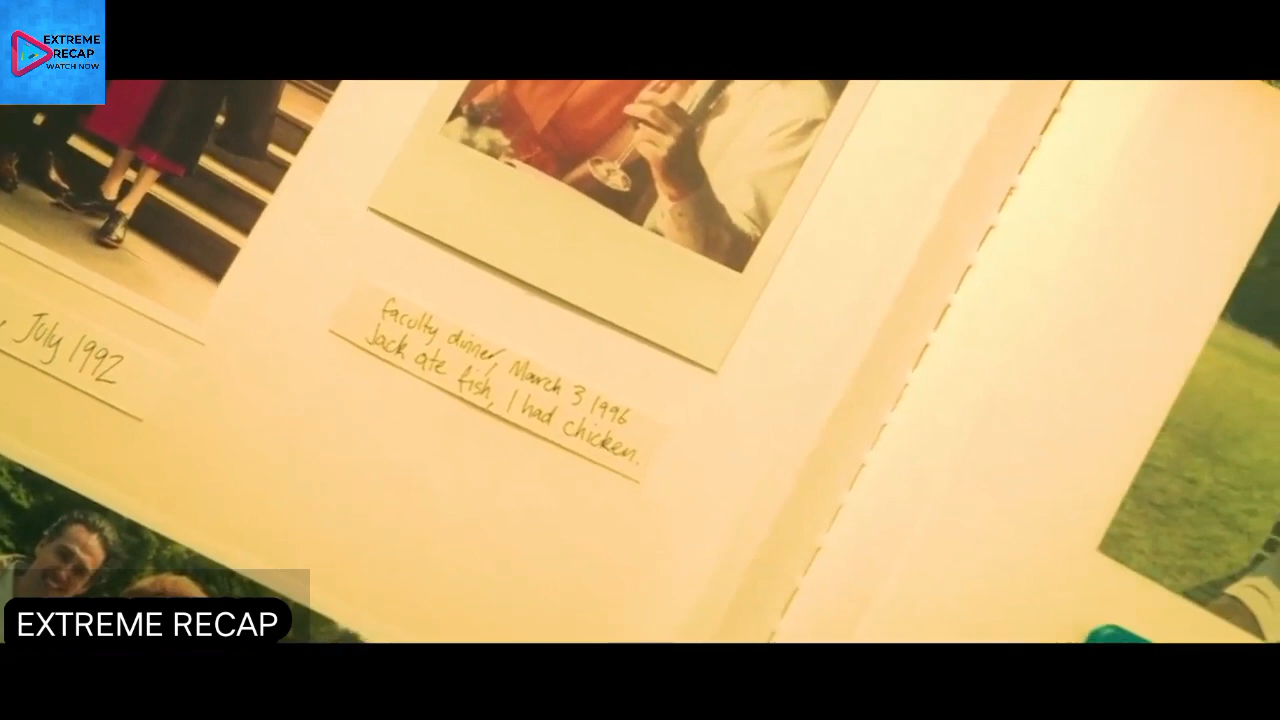 EXTREME
RECAP
WATCH NOW
, July 1992
faculty dinner, March 3 1996
Jack ate fish, I had chicken.
EXTREME RECAP